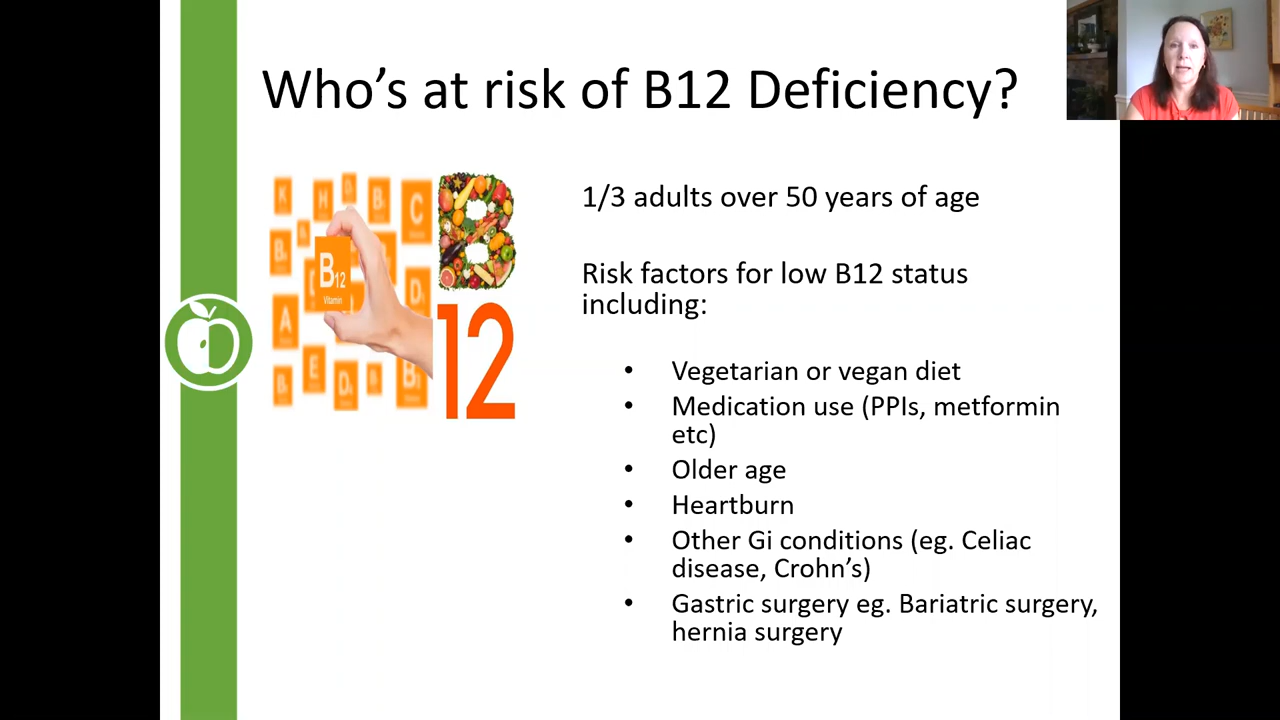 Who's at risk of B12 Deficiency?
K
H
D
B
C
B
B12
Vitamin
D
A
E
D
B
B
B
12
1/3 adults over 50 years of age
Risk factors for low B12 status
including:
• Vegetarian or vegan diet
• Medication use (PPIs, metformin
etc)
• Older age
• Heartburn
• Other Gi conditions (eg. Celiac
disease, Crohn's)
• Gastric surgery eg. Bariatric surgery,
hernia surgery